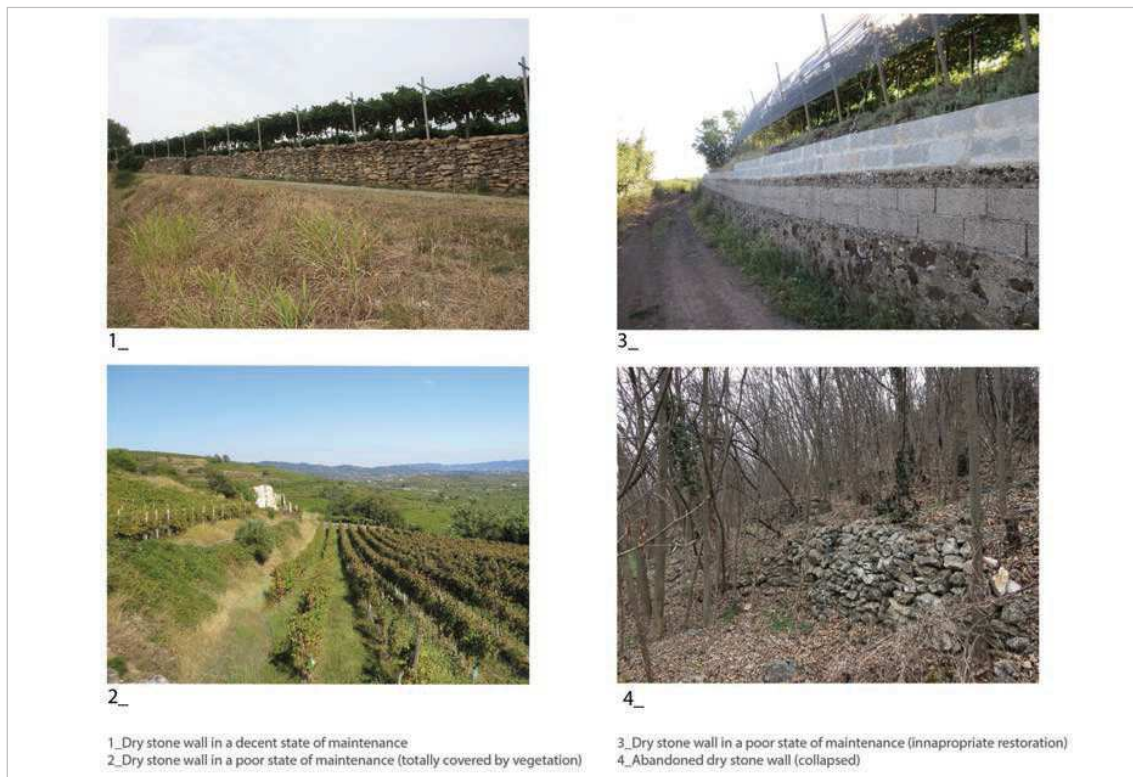 1_
3_
2_
4_
1_Dry stone wall in a decent state of maintenance
2_Dry stone wall in a poor state of maintenance (totally covered by vegetation)
3_Dry stone wall in a poor state of maintenance (innapropriate restoration)
4_Abandoned dry stone wall (collapsed)